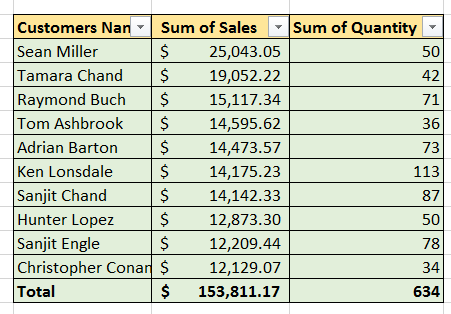 Customers Nan Sum of Sales Sum of Quantity
Sean Miller $ 25,043.05 50
Tamara Chand $ 19,052.22 42
Raymond Buch $ 15,117.34 71
Tom Ashbrook $ 14,595.62 36
Adrian Barton $ 14,473.57 73
Ken Lonsdale $ 14,175.23 113
Sanjit Chand $ 14,142.33 87
Hunter Lopez $ 12,873.30 50
Sanjit Engle $ 12,209.44 78
Christopher Conan $ 12,129.07 34
Total $ 153,811.17 634